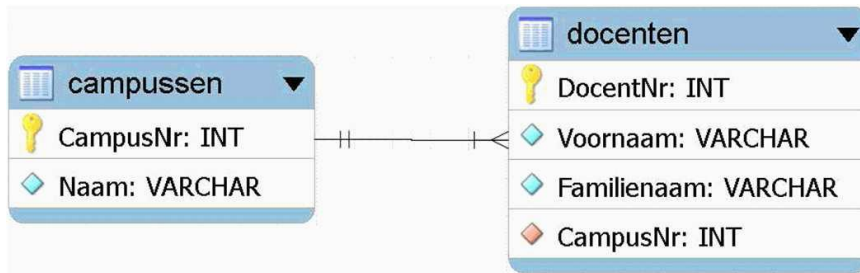 campussen
CampusNr: INT
Naam: VARCHAR
docenten
DocentNr: INT
Voornaam: VARCHAR
Familienaam: VARCHAR
CampusNr: INT